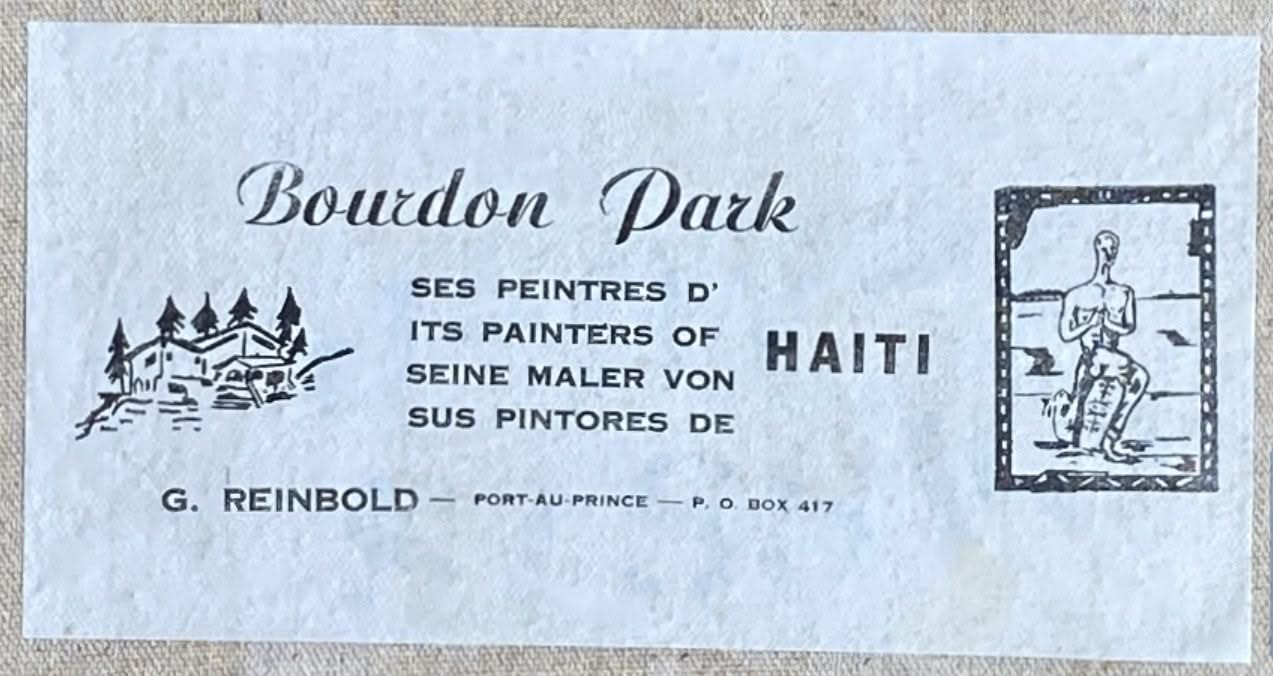 Bourdon Park
SES PEINTRES D'
ITS PAINTERS OF
SEINE MALER VON
SUS PINTORES DE
HAITI
G. REINBOLD — PORT-AU-PRINCE — P. O. BOX 417